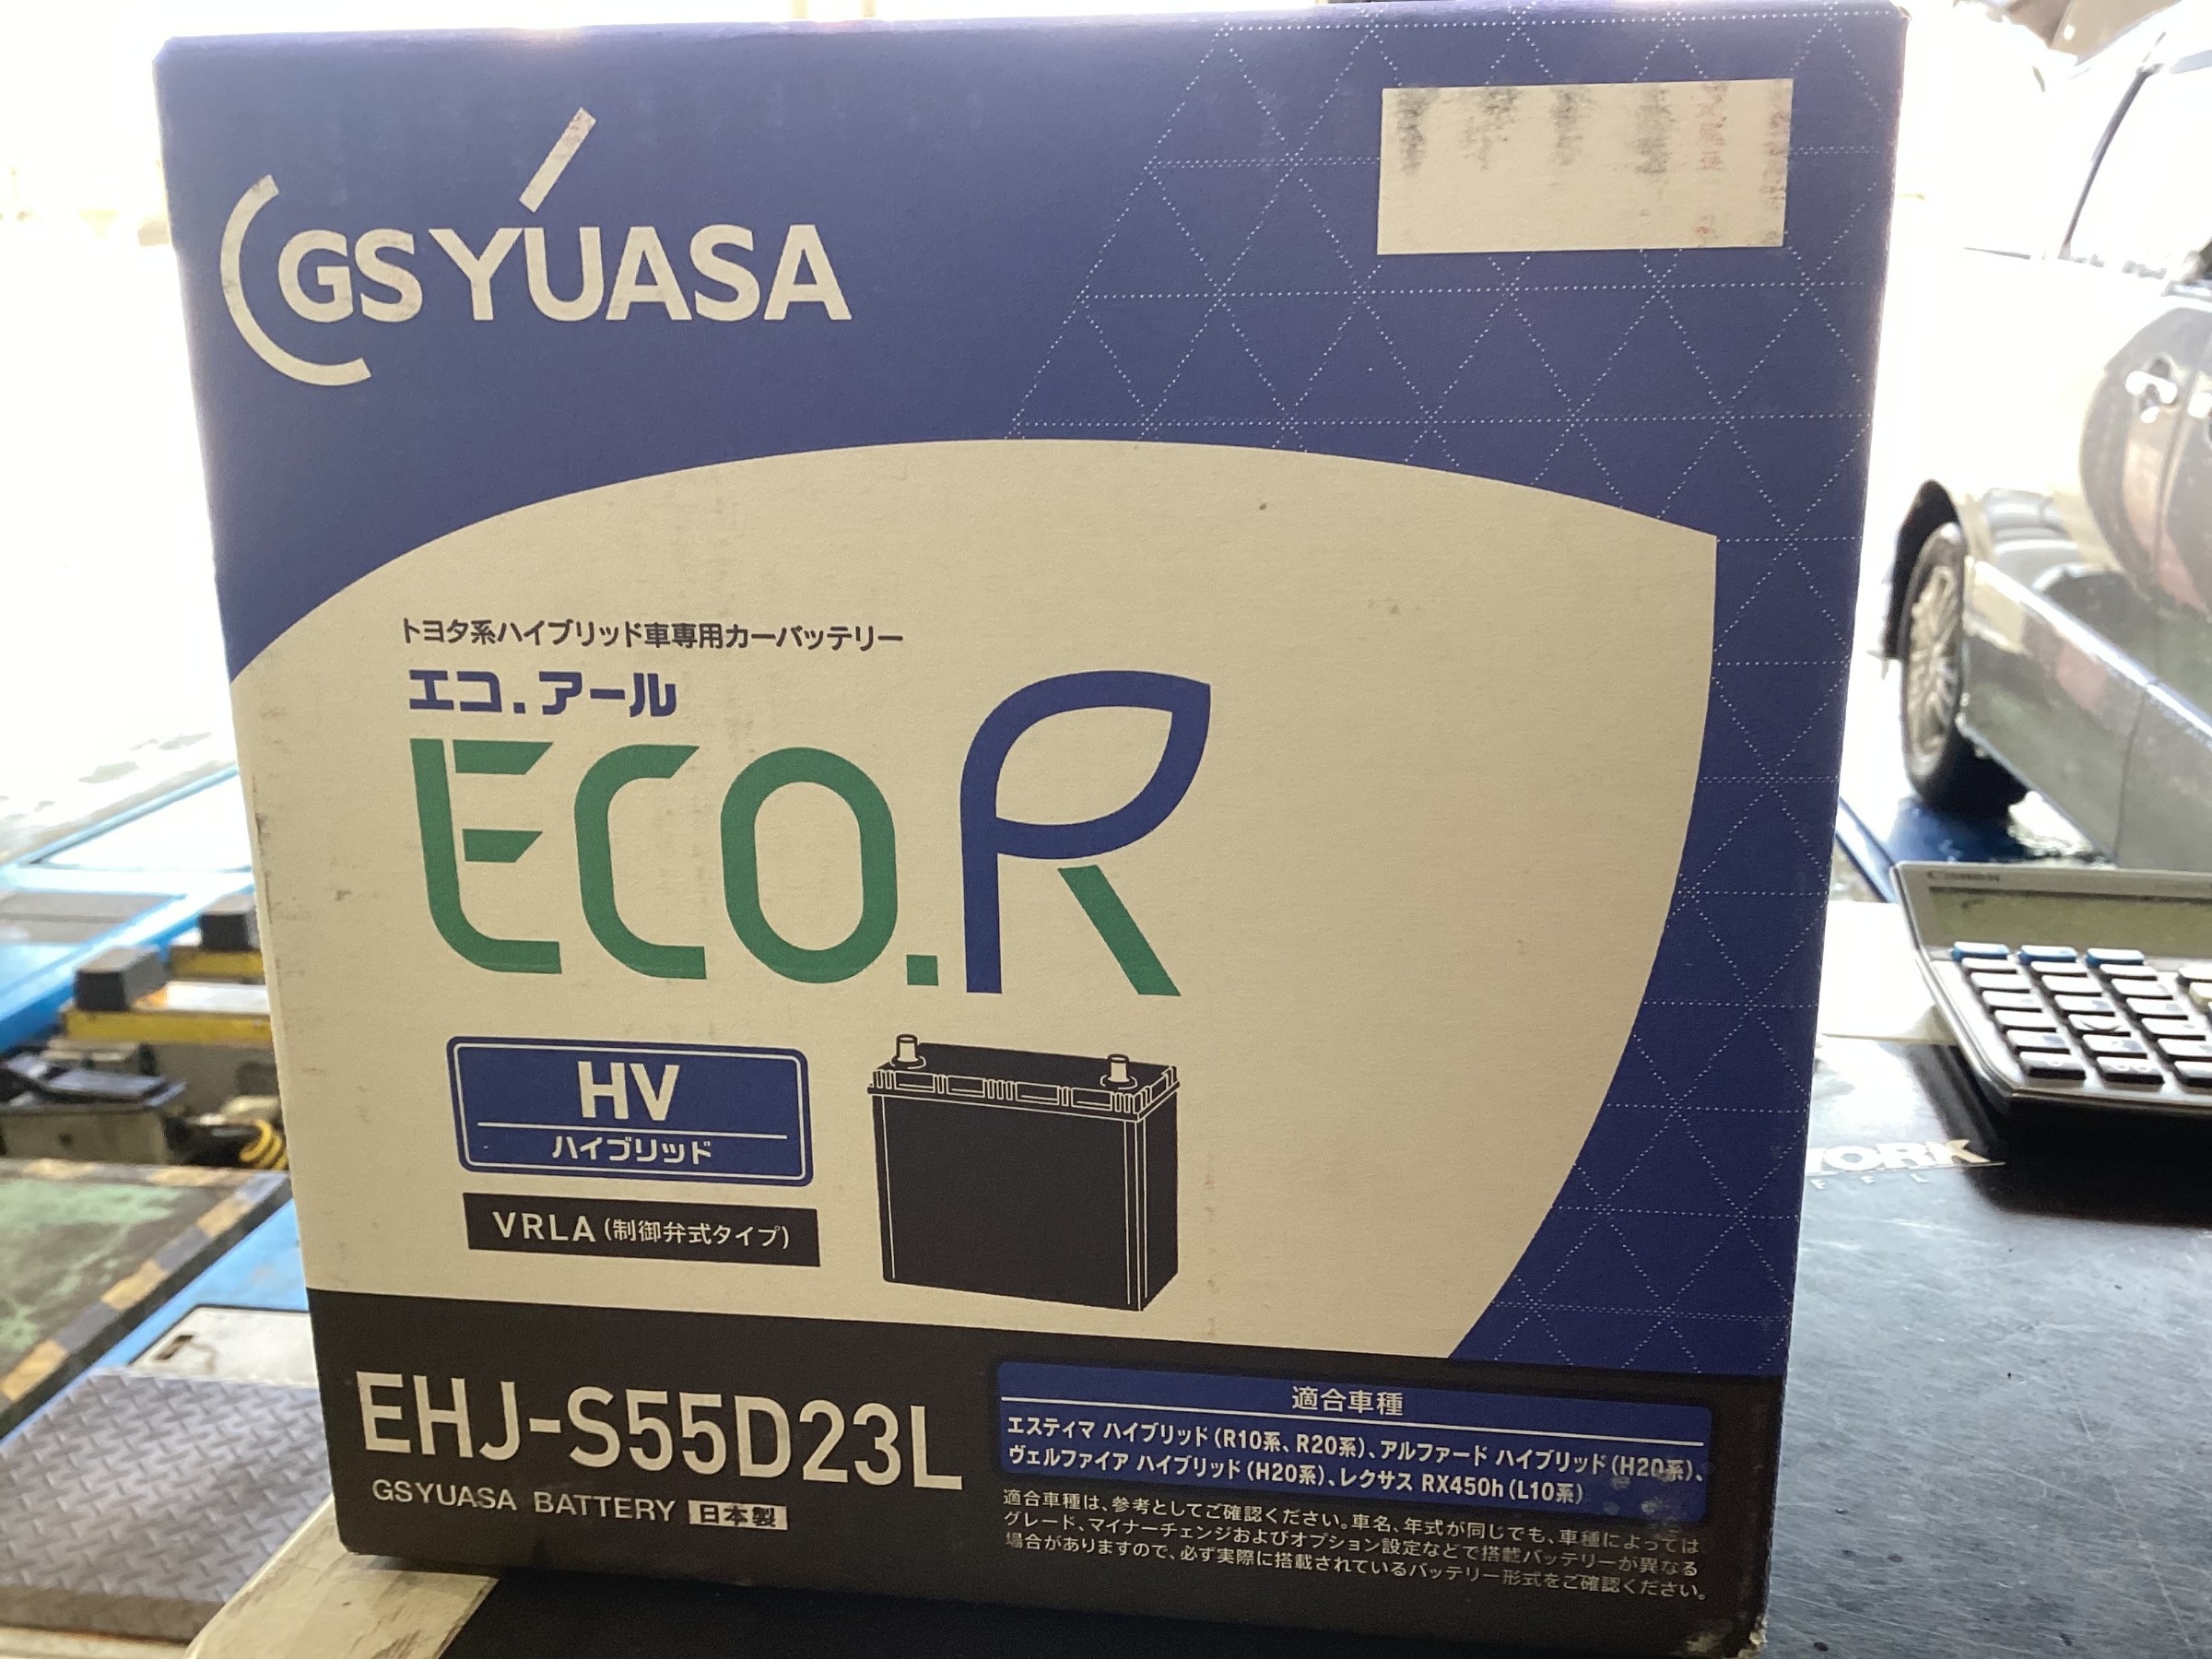 GS YUASA
トヨタ系ハイブリッド車専用カーバッテリー
エコ.アール
ECO.R
HV
ハイブリッド
VRLA(制御弁式タイプ)
EHJ-S55D23L
GSYUASA BATTERY 日本製
適合車種
エスティマ ハイブリッド(R10系、R20系)、アルファード ハイブリッド(H20系)、
ヴェルファイア ハイブリッド(H20系)、レクサス RX450h(L10系)
適合車種は、参考としてご確認ください。車名、年式が同じでも、車種によっては
グレード、マイナーチェンジおよびオプション設定などで搭載バッテリーが異なる
場合がありますので、必ず実際に搭載されているバッテリー形式をご確認ください。
Canon
WORK